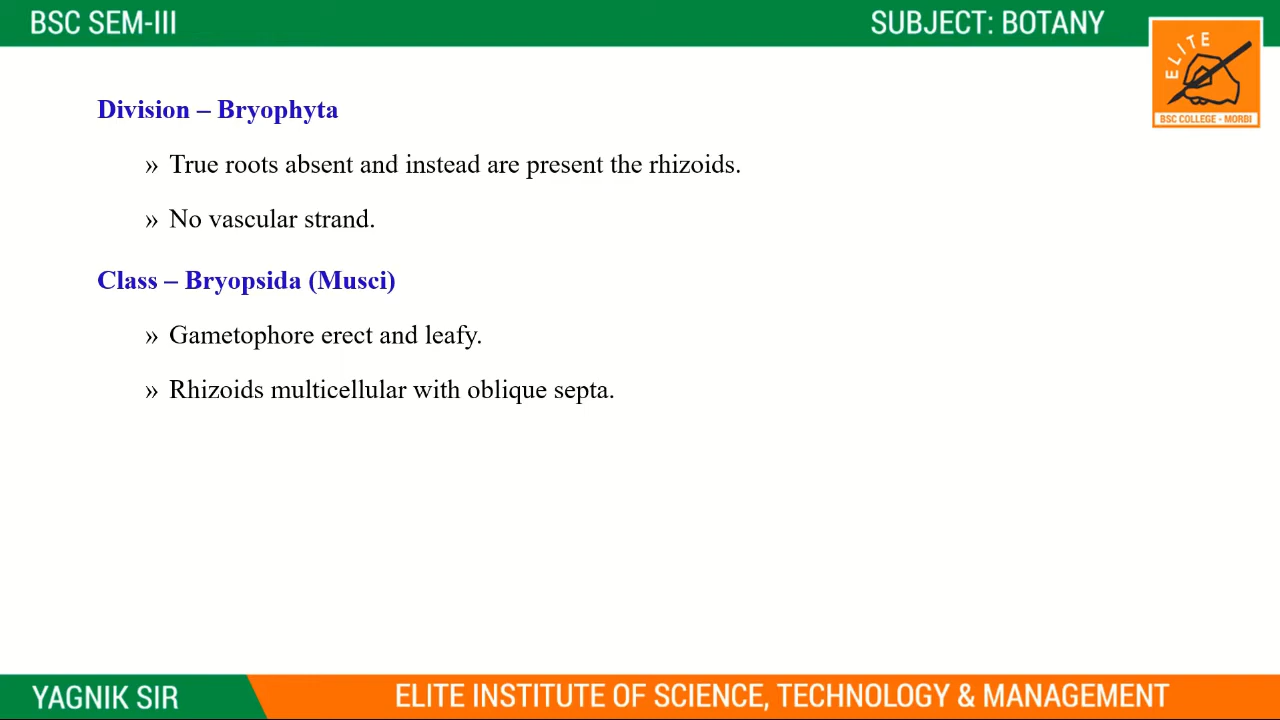 BSC SEM-III
SUBJECT: BOTANY
ELITE
BSC COLLEGE - MORBI
Division – Bryophyta
» True roots absent and instead are present the rhizoids.
» No vascular strand.
Class – Bryopsida (Musci)
» Gametophore erect and leafy.
» Rhizoids multicellular with oblique septa.
YAGNIK SIR
ELITE INSTITUTE OF SCIENCE, TECHNOLOGY & MANAGEMENT